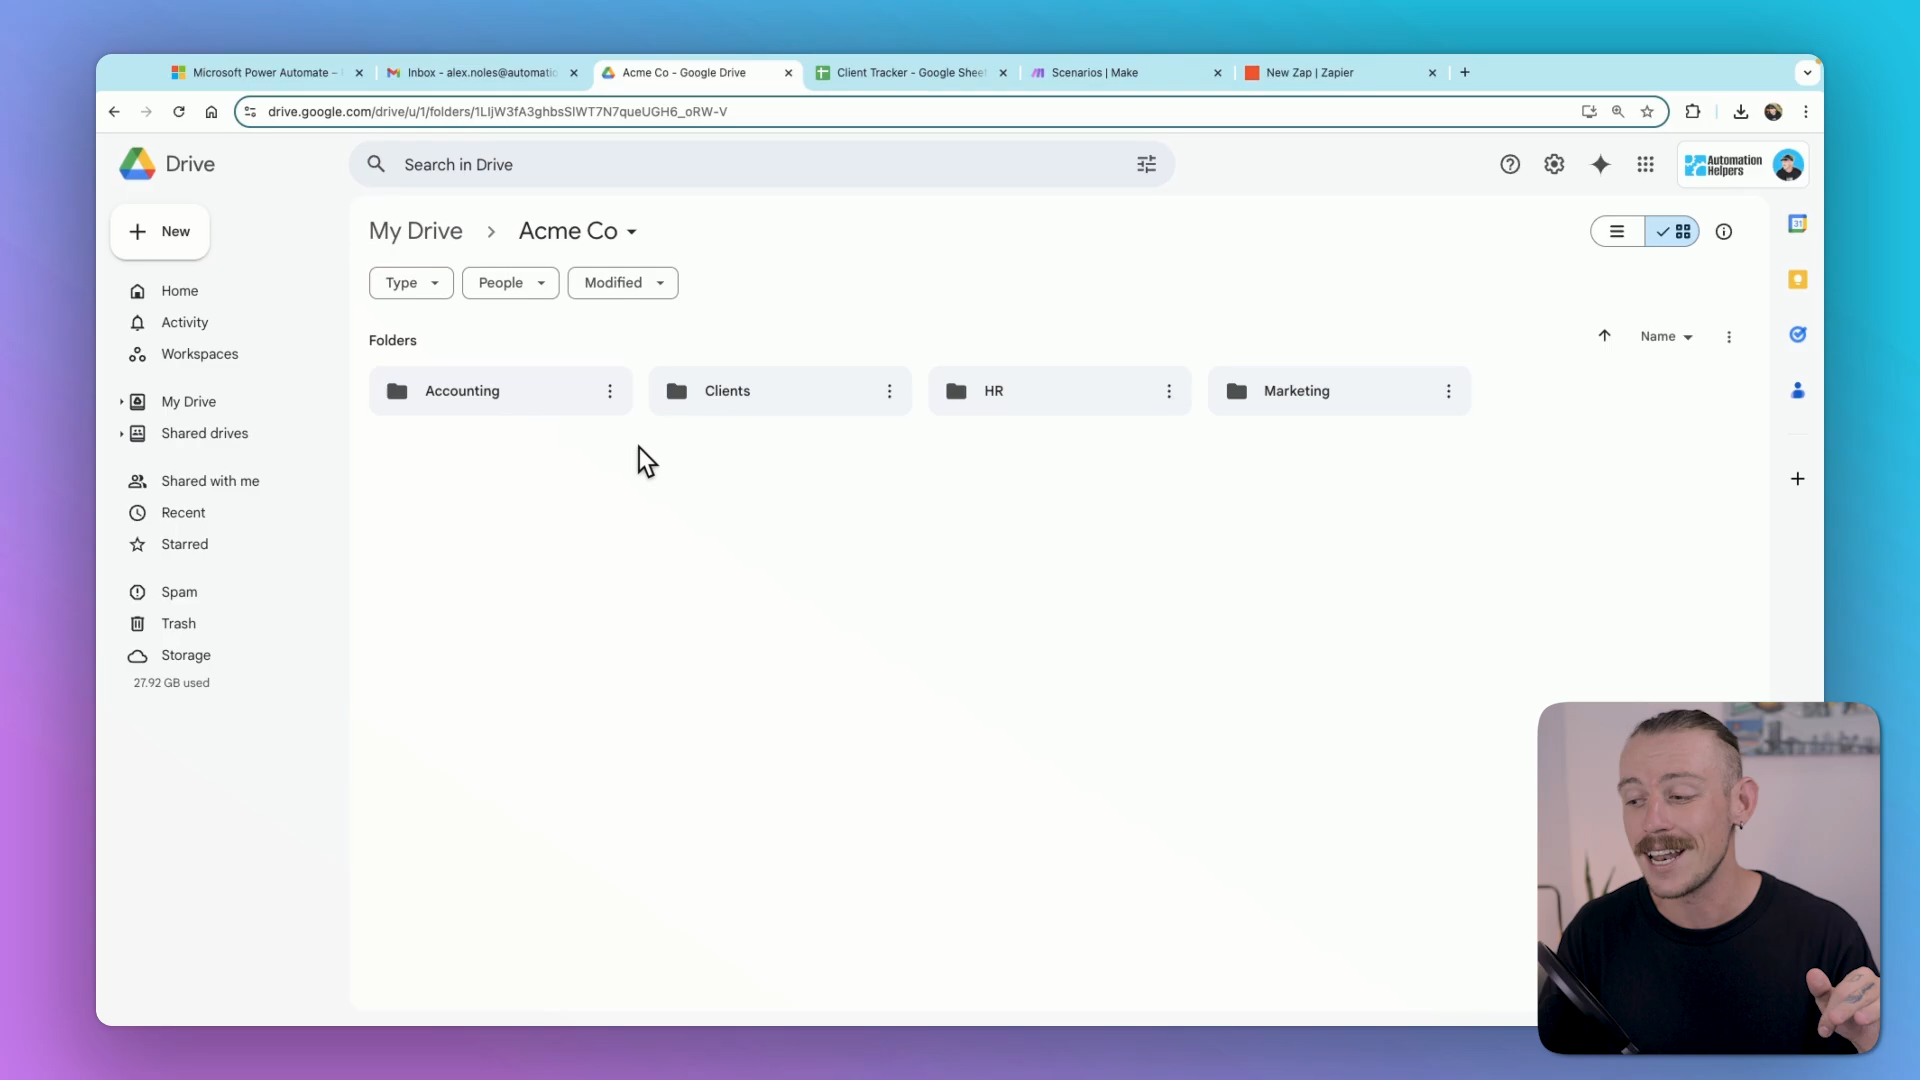 Microsoft Power Automate –
Inbox - alex.noles@automatio
Acme Co - Google Drive
Client Tracker - Google Sheet
Scenarios | Make
New Zap | Zapier
drive.google.com/drive/u/1/folders/1LIjW3fA3ghbsSlWT7N7queUGH6_oRW-V
Drive
Search in Drive
Automation
Helpers
New
My Drive
Acme Co
31
Type
People
Modified
Home
Activity
Workspaces
My Drive
Shared drives
Shared with me
Recent
Starred
Spam
Trash
Storage
27.92 GB used
Folders
Name
Accounting
Clients
HR
Marketing